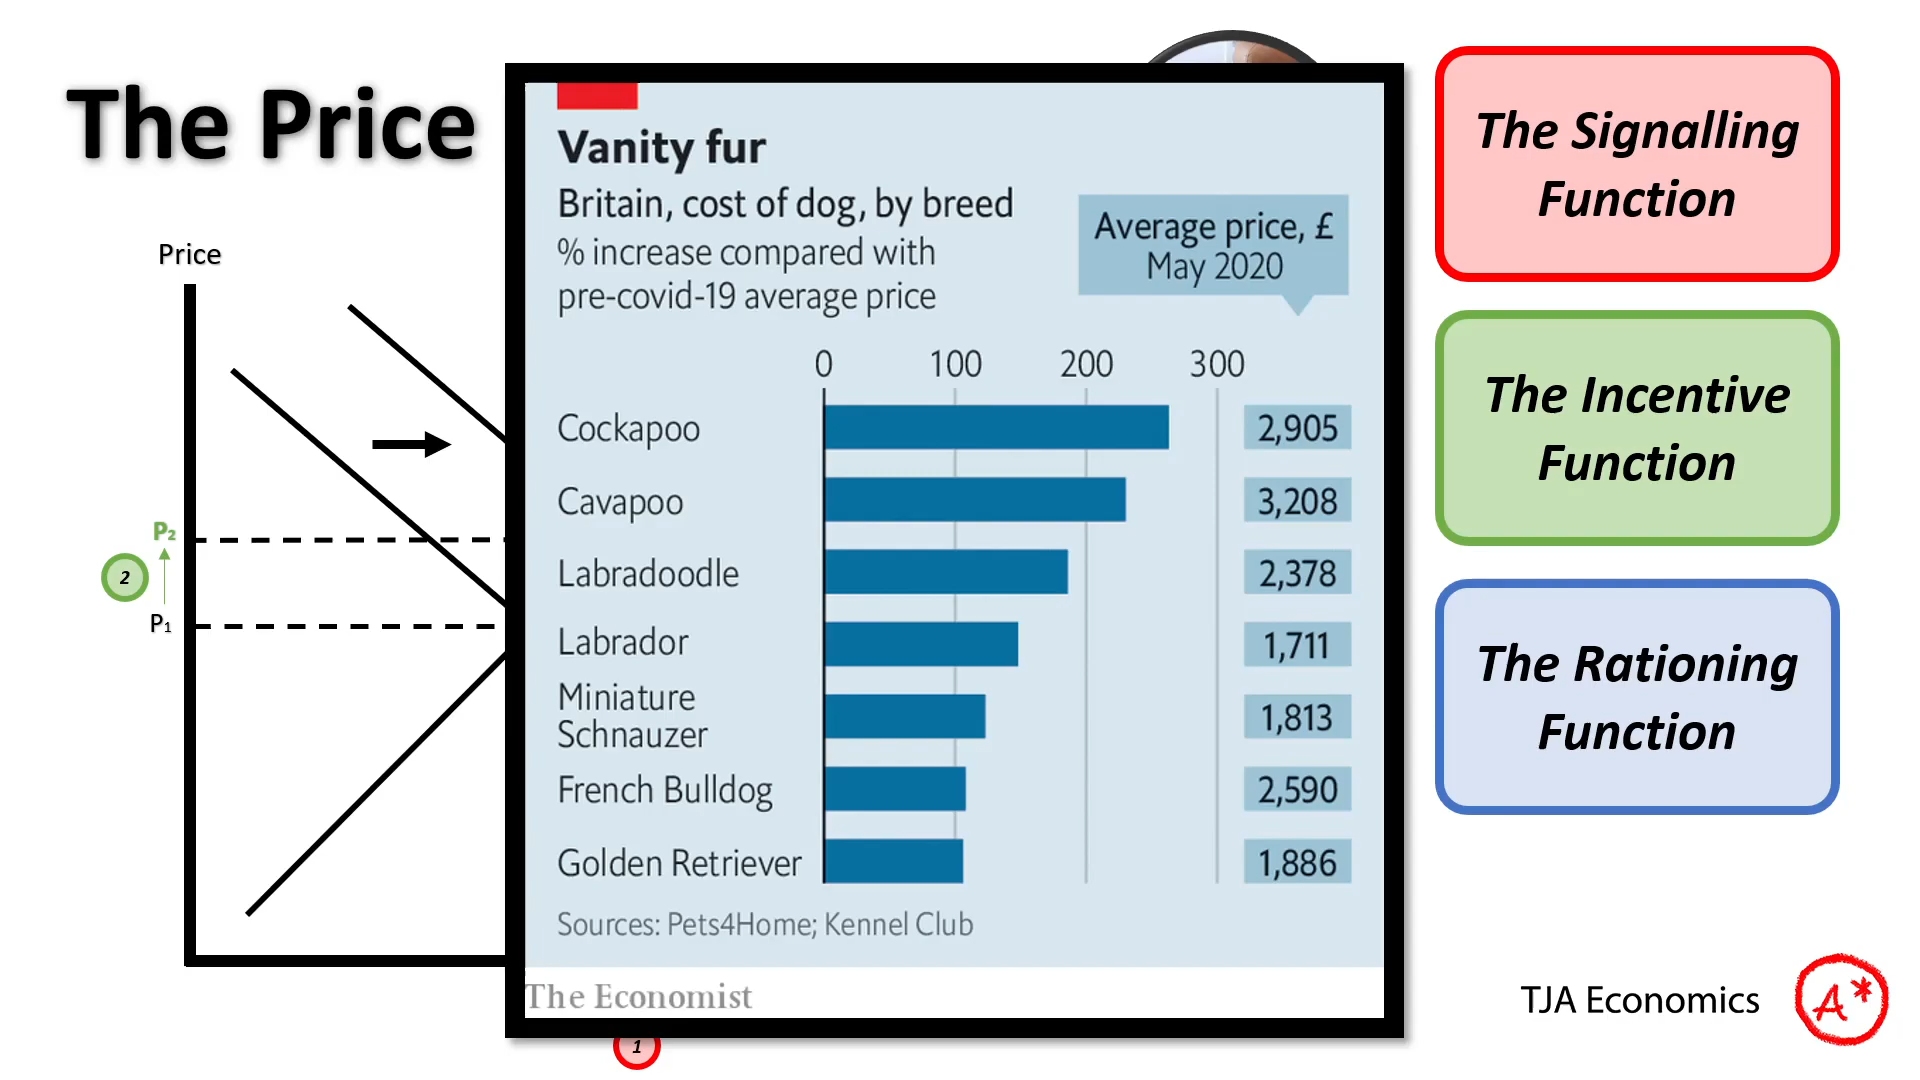 The Price
Price
P₂
2
P₁
1
Vanity fur
Britain, cost of dog, by breed
% increase compared with
pre-covid-19 average price
Average price, £
May 2020
0 100 200 300
Cockapoo 2,905
Cavapoo 3,208
Labradoodle 2,378
Labrador 1,711
Miniature
Schnauzer 1,813
French Bulldog 2,590
Golden Retriever 1,886
Sources: Pets4Home; Kennel Club
The Economist
The Signalling
Function
The Incentive
Function
The Rationing
Function
TJA Economics
A*